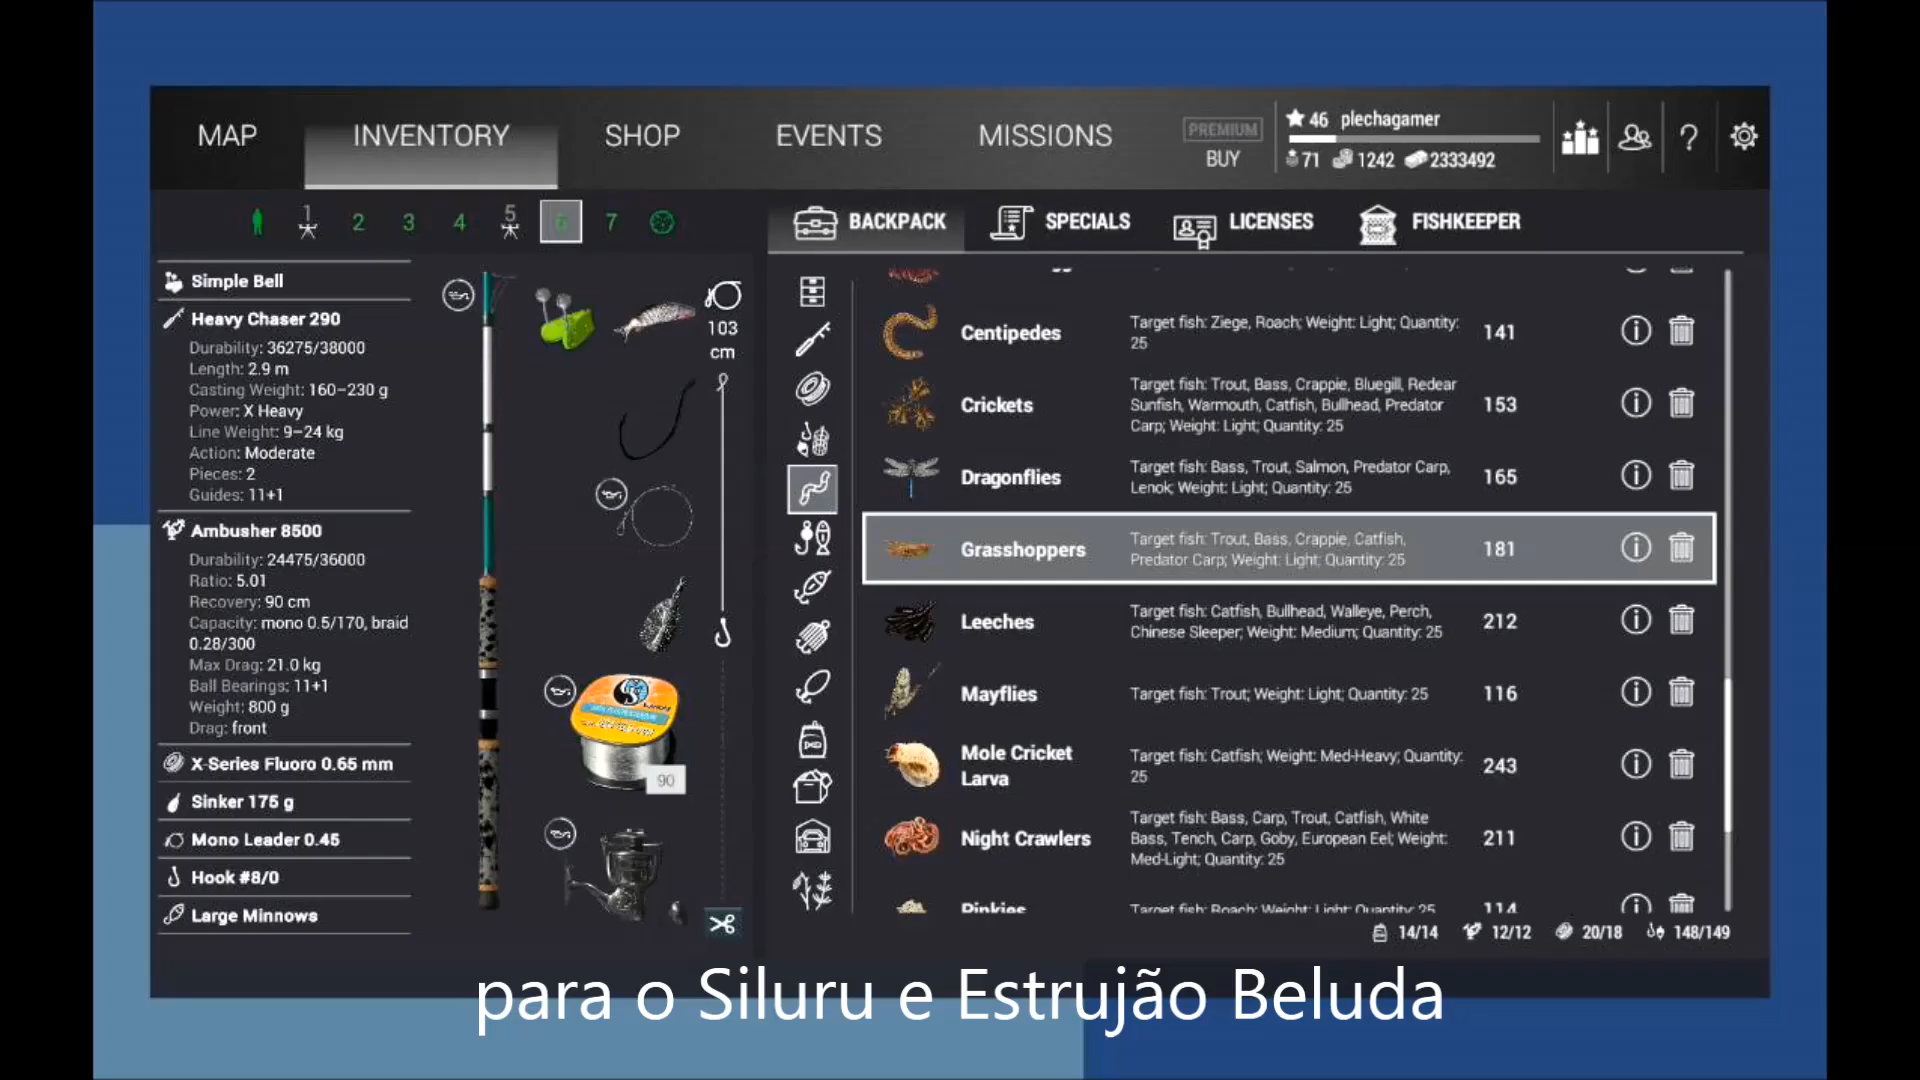 MAP
INVENTORY
SHOP
EVENTS
MISSIONS
PREMIUM
BUY
46 plechagamer
71 1242 2333492
?
1
2
3
4
5
6
7
BACKPACK
SPECIALS
LICENSES
FISHKEEPER
Simple Bell
Heavy Chaser 290
Durability: 36275/38000
Length: 2.9 m
Casting Weight: 160–230 g
Power: X Heavy
Line Weight: 9–24 kg
Action: Moderate
Pieces: 2
Guides: 11+1
Ambusher 8500
Durability: 24475/36000
Ratio: 5.01
Recovery: 90 cm
Capacity: mono 0.5/170, braid
0.28/300
Max Drag: 21.0 kg
Ball Bearings: 11+1
Weight: 800 g
Drag: front
X-Series Fluoro 0.65 mm
Sinker 175 g
Mono Leader 0.45
Hook #8/0
Large Minnows
103
cm
90
Centipedes
Target fish: Ziege, Roach; Weight: Light; Quantity:
25
141
Crickets
Target fish: Trout, Bass, Crappie, Bluegill, Redear
Sunfish, Warmouth, Catfish, Bullhead, Predator
Carp; Weight: Light; Quantity: 25
153
Dragonflies
Target fish: Bass, Trout, Salmon, Predator Carp,
Lenok; Weight: Light; Quantity: 25
165
Grasshoppers
Target fish: Trout, Bass, Crappie, Catfish,
Predator Carp; Weight: Light; Quantity: 25
181
Leeches
Target fish: Catfish, Bullhead, Walleye, Perch,
Chinese Sleeper; Weight: Medium; Quantity: 25
212
Mayflies
Target fish: Trout; Weight: Light; Quantity: 25
116
Mole Cricket
Larva
Target fish: Catfish; Weight: Med-Heavy; Quantity:
25
243
Night Crawlers
Target fish: Bass, Carp, Trout, Catfish, White
Bass, Tench, Carp, Goby, European Eel; Weight:
Med-Light; Quantity: 25
211
Pinkies
Target fish: Roach; Weight: Light; Quantity: 25
114
14/14
12/12
20/18
148/149
para o Siluru e Estrujão Beluda